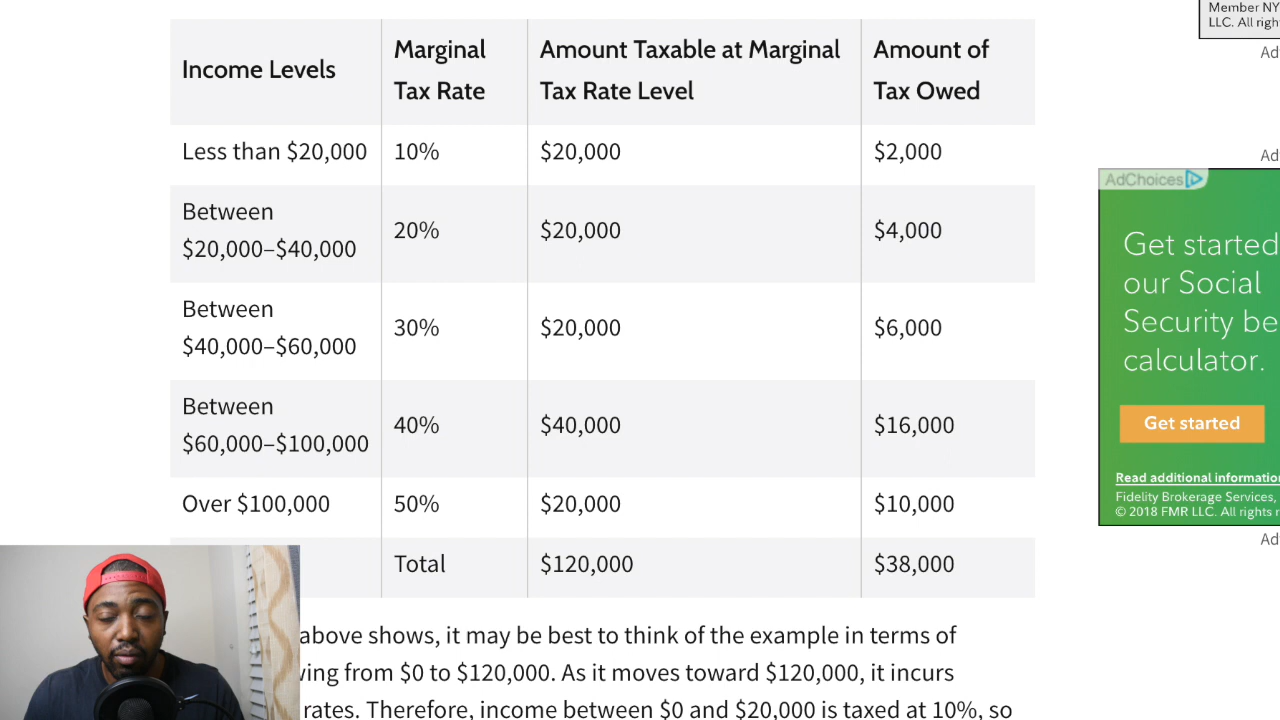 Member NY
LLC. All righ
Ad
Income Levels
Marginal
Tax Rate
Amount Taxable at Marginal
Tax Rate Level
Amount of
Tax Owed
Less than $20,000
10%
$20,000
$2,000
Between
$20,000–$40,000
20%
$20,000
$4,000
Between
$40,000–$60,000
30%
$20,000
$6,000
Between
$60,000–$100,000
40%
$40,000
$16,000
Over $100,000
50%
$20,000
$10,000
Total
$120,000
$38,000
above shows, it may be best to think of the example in terms of
ing from $0 to $120,000. As it moves toward $120,000, it incurs
rates. Therefore, income between $0 and $20,000 is taxed at 10%, so
Ad
AdChoices
Get started
our Social
Security be
calculator.
Get started
Read additional information
Fidelity Brokerage Services,
© 2018 FMR LLC. All rights r
Ad